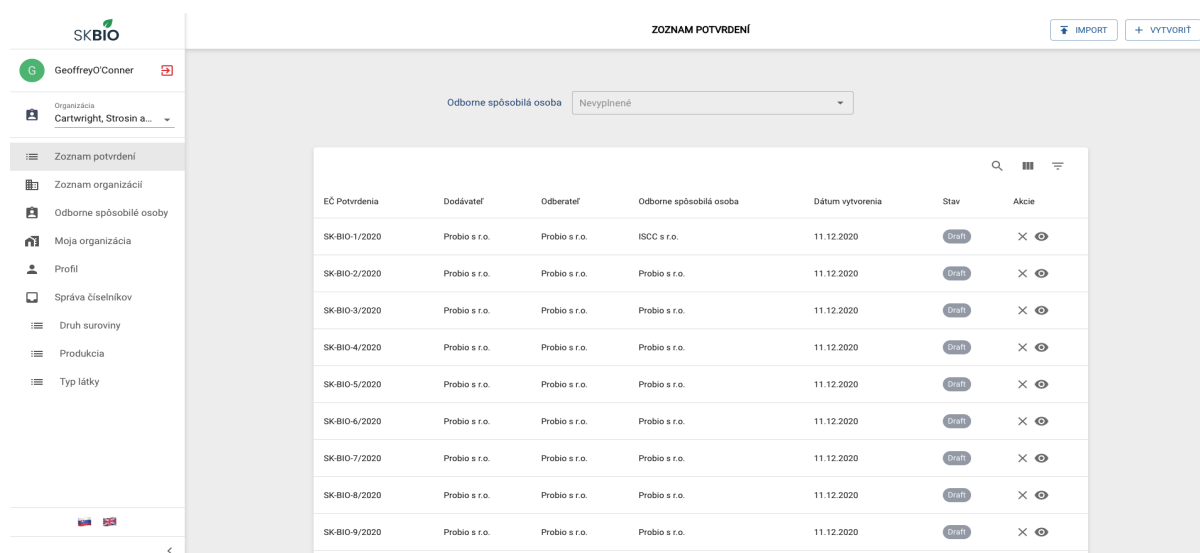 SKBIO
ZOZNAM POTVRDENÍ
IMPORT
VYTVORIŤ
G
GeoffreyO'Conner
Organizácia
Cartwright, Strosin a...
Zoznam potvrdení
Zoznam organizácií
Odborne spôsobilé osoby
Moja organizácia
Profil
Správa číselníkov
Druh suroviny
Produkcia
Typ látky
Odborne spôsobilá osoba Nevyplnené
EČ Potvrdenia Dodávateľ Odberateľ Odborne spôsobilá osoba Dátum vytvorenia Stav Akcie
SK-BIO-1/2020 Probio s r.o. Probio s r.o. ISCC s r.o. 11.12.2020 Draft
SK-BIO-2/2020 Probio s r.o. Probio s r.o. Probio s r.o. 11.12.2020 Draft
SK-BIO-3/2020 Probio s r.o. Probio s r.o. Probio s r.o. 11.12.2020 Draft
SK-BIO-4/2020 Probio s r.o. Probio s r.o. Probio s r.o. 11.12.2020 Draft
SK-BIO-5/2020 Probio s r.o. Probio s r.o. Probio s r.o. 11.12.2020 Draft
SK-BIO-6/2020 Probio s r.o. Probio s r.o. Probio s r.o. 11.12.2020 Draft
SK-BIO-7/2020 Probio s r.o. Probio s r.o. Probio s r.o. 11.12.2020 Draft
SK-BIO-8/2020 Probio s r.o. Probio s r.o. Probio s r.o. 11.12.2020 Draft
SK-BIO-9/2020 Probio s r.o. Probio s r.o. Probio s r.o. 11.12.2020 Draft